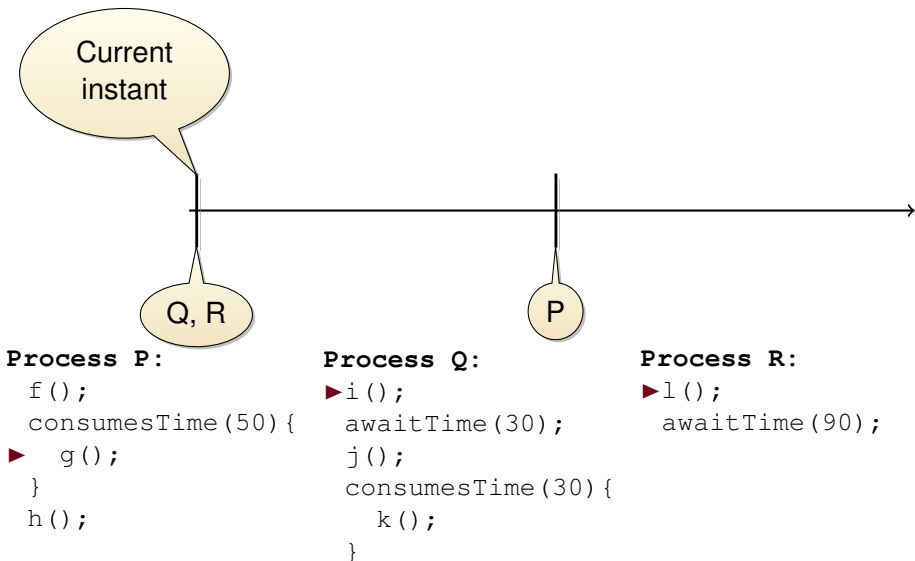 Current
instant
Q, R
P
Process P:
f();
consumesTime(50){
g();
}
h();
Process Q:
i();
awaitTime(30);
j();
consumesTime(30){
k();
}
Process R:
l();
awaitTime(90);